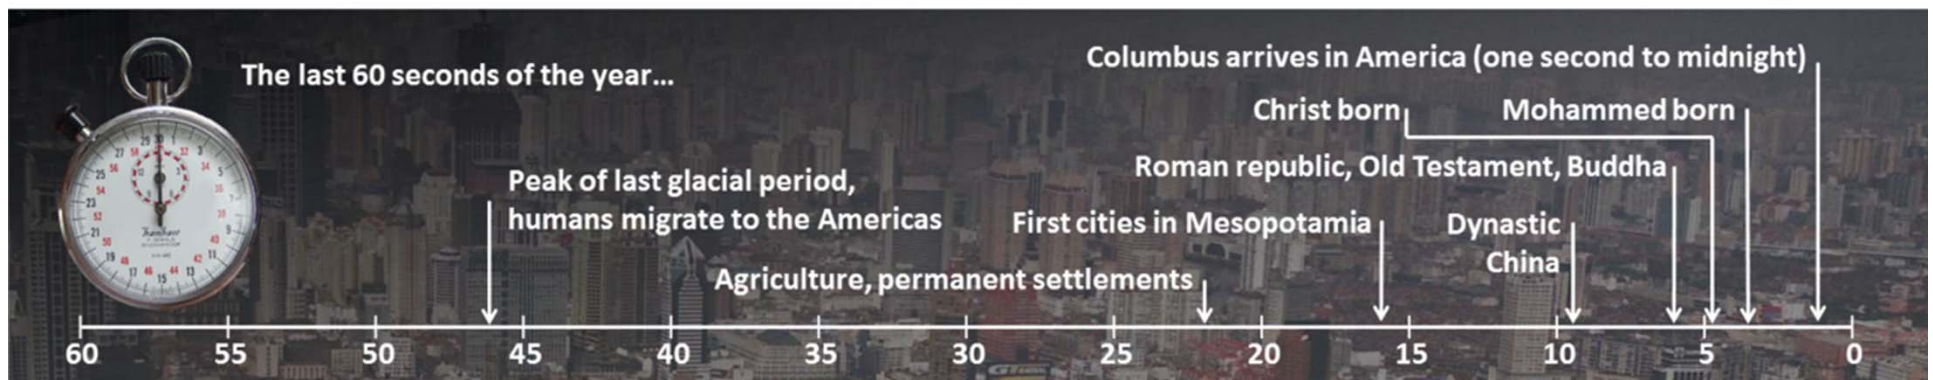 The last 60 seconds of the year...
Columbus arrives in America (one second to midnight)
Christ born
Mohammed born
Roman republic, Old Testament, Buddha
Peak of last glacial period,
humans migrate to the Americas
First cities in Mesopotamia
Dynastic
China
Agriculture, permanent settlements
60 55 50 45 40 35 30 25 20 15 10 5 0